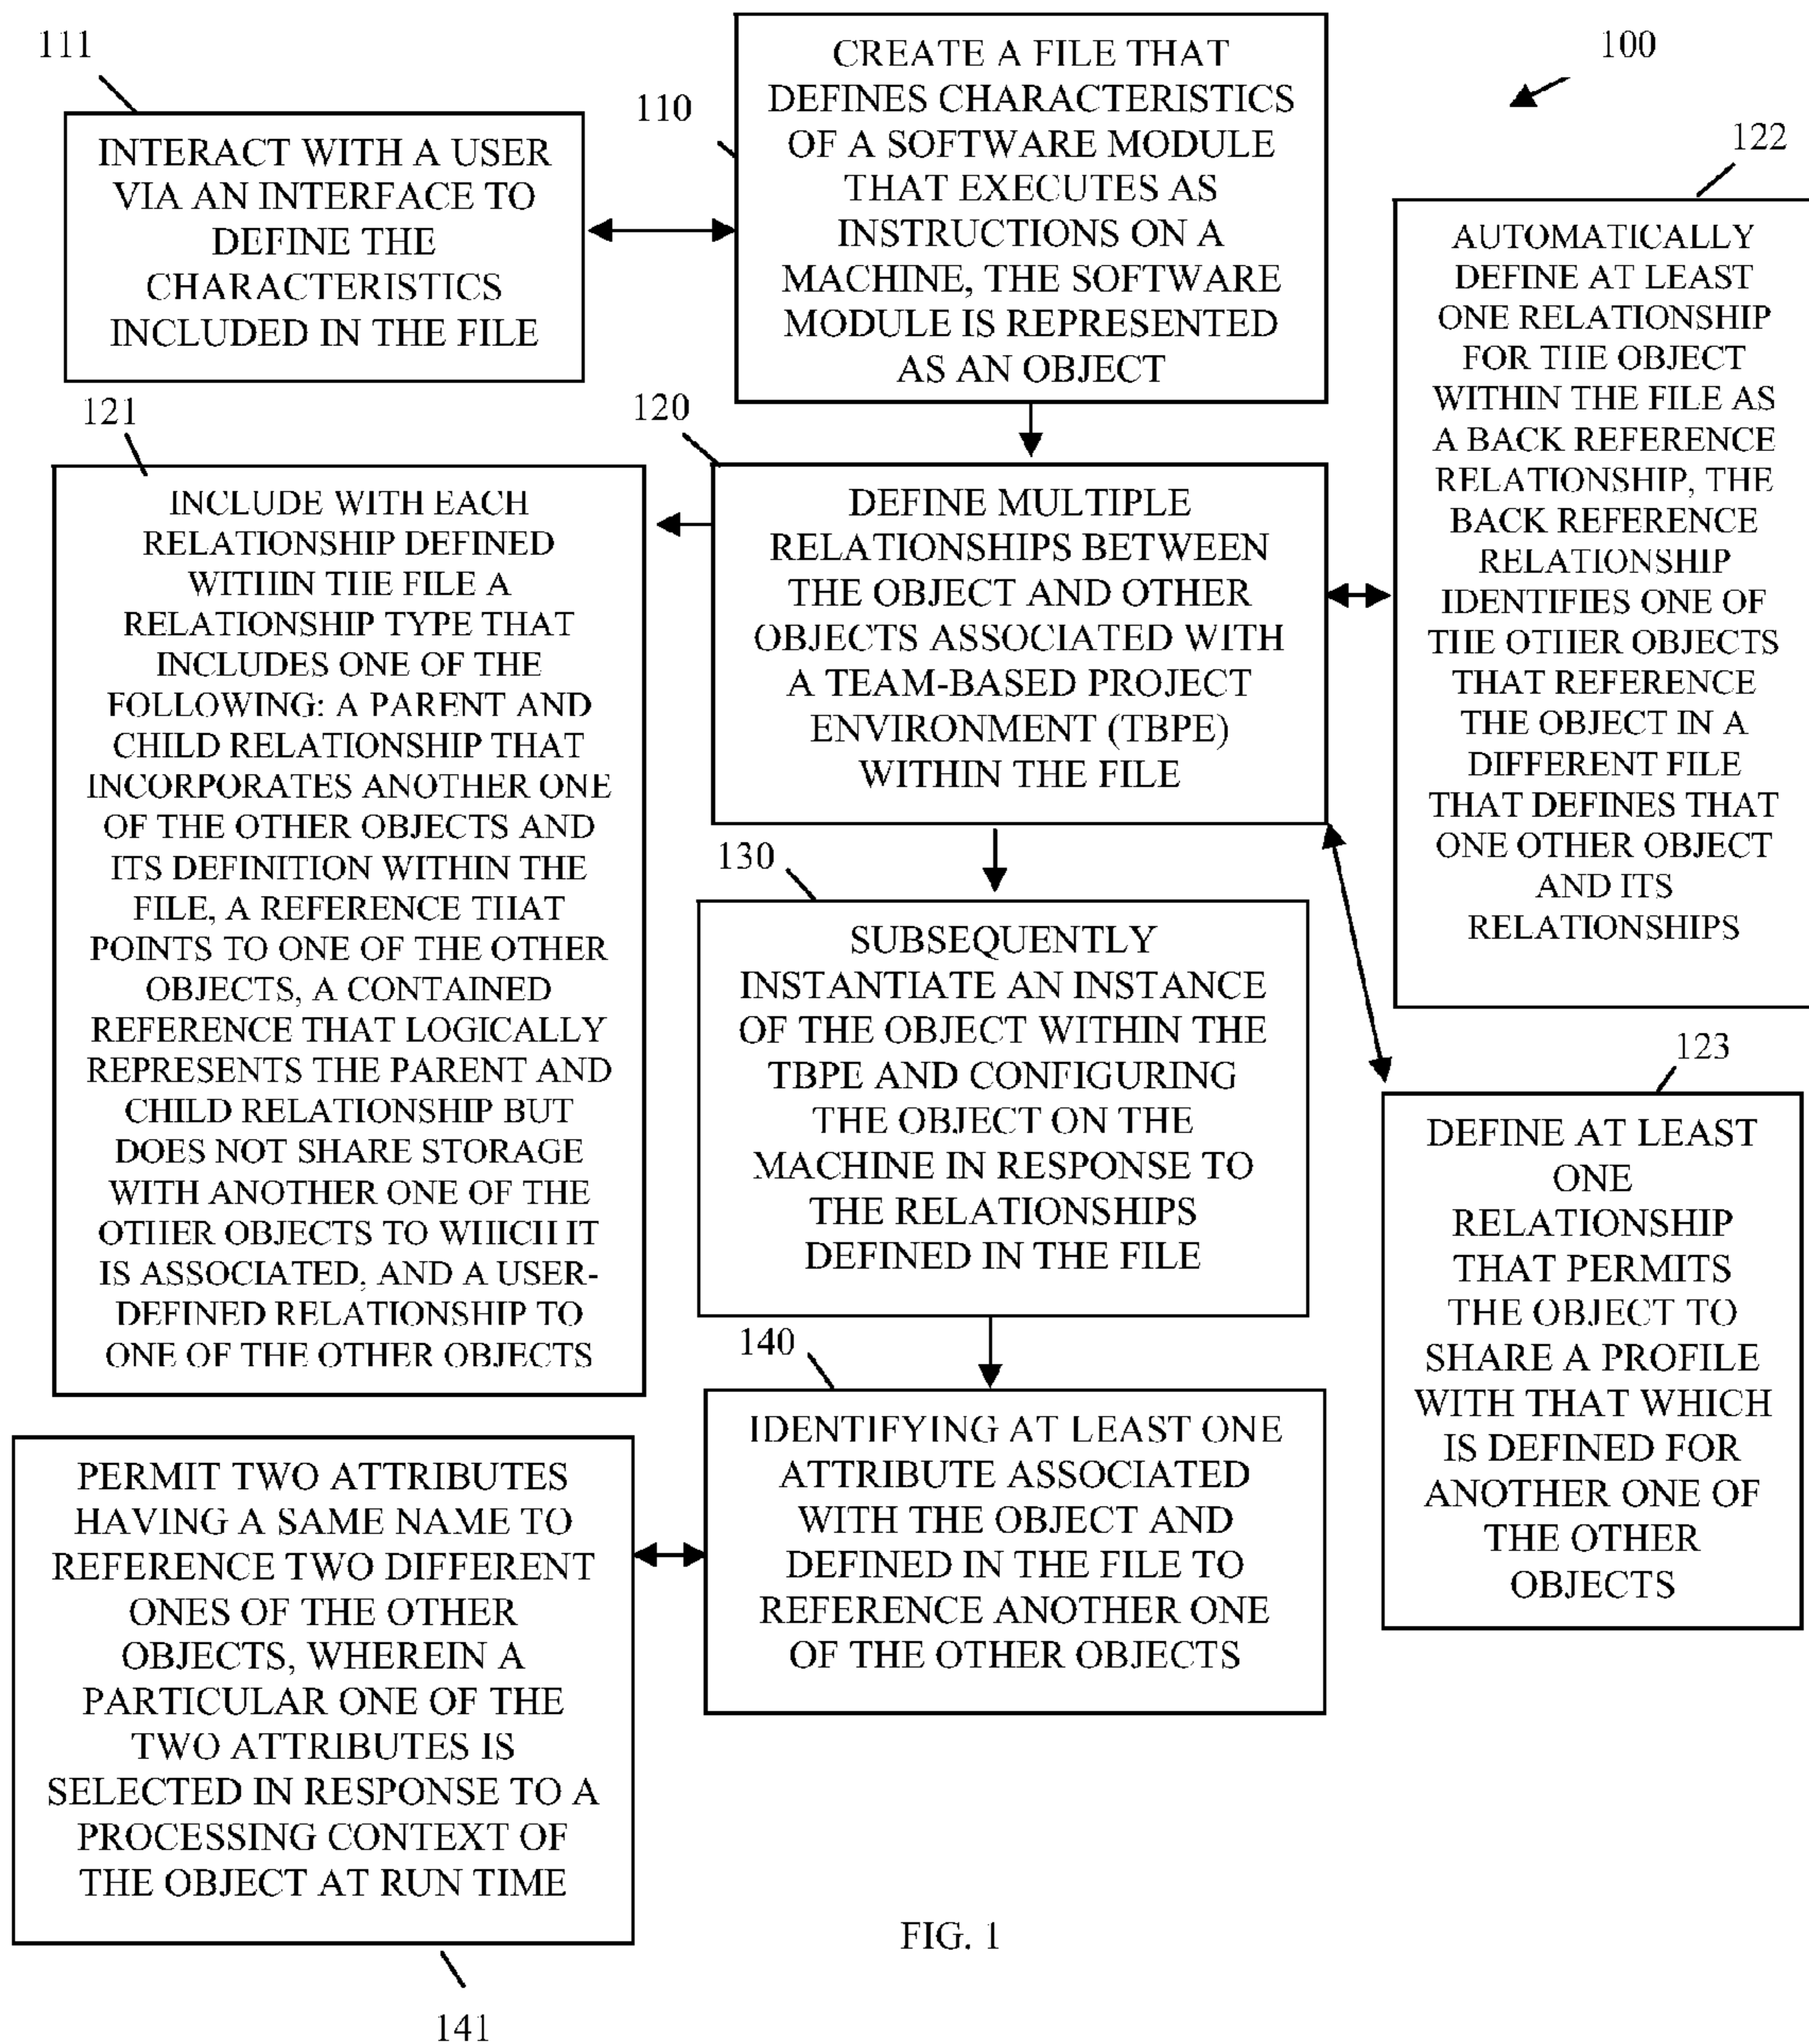 111
INTERACT WITH A USER
VIA AN INTERFACE TO
DEFINE THE
CHARACTERISTICS
INCLUDED IN THE FILE
110
CREATE A FILE THAT
DEFINES CHARACTERISTICS
OF A SOFTWARE MODULE
THAT EXECUTES AS
INSTRUCTIONS ON A
MACHINE, THE SOFTWARE
MODULE IS REPRESENTED
AS AN OBJECT
100
122
AUTOMATICALLY
DEFINE AT LEAST
ONE RELATIONSHIP
FOR THE OBJECT
WITHIN THE FILE AS
A BACK REFERENCE
RELATIONSHIP, THE
BACK REFERENCE
RELATIONSHIP
IDENTIFIES ONE OF
THE OTHER OBJECTS
THAT REFERENCE
THE OBJECT IN A
DIFFERENT FILE
THAT DEFINES THAT
ONE OTHER OBJECT
AND ITS
RELATIONSHIPS
121
INCLUDE WITH EACH
RELATIONSHIP DEFINED
WITHIN THE FILE A
RELATIONSHIP TYPE THAT
INCLUDES ONE OF THE
FOLLOWING: A PARENT AND
CHILD RELATIONSHIP THAT
INCORPORATES ANOTHER ONE
OF THE OTHER OBJECTS AND
ITS DEFINITION WITHIN THE
FILE, A REFERENCE THAT
POINTS TO ONE OF THE OTHER
OBJECTS, A CONTAINED
REFERENCE THAT LOGICALLY
REPRESENTS THE PARENT AND
CHILD RELATIONSHIP BUT
DOES NOT SHARE STORAGE
WITH ANOTHER ONE OF THE
OTHER OBJECTS TO WHICH IT
IS ASSOCIATED, AND A USER-
DEFINED RELATIONSHIP TO
ONE OF THE OTHER OBJECTS
120
DEFINE MULTIPLE
RELATIONSHIPS BETWEEN
THE OBJECT AND OTHER
OBJECTS ASSOCIATED WITH
A TEAM-BASED PROJECT
ENVIRONMENT (TBPE)
WITHIN THE FILE
130
SUBSEQUENTLY
INSTANTIATE AN INSTANCE
OF THE OBJECT WITHIN THE
TBPE AND CONFIGURING
THE OBJECT ON THE
MACHINE IN RESPONSE TO
THE RELATIONSHIPS
DEFINED IN THE FILE
123
DEFINE AT LEAST
ONE
RELATIONSHIP
THAT PERMITS
THE OBJECT TO
SHARE A PROFILE
WITH THAT WHICH
IS DEFINED FOR
ANOTHER ONE OF
THE OTHER
OBJECTS
140
IDENTIFYING AT LEAST ONE
ATTRIBUTE ASSOCIATED
WITH THE OBJECT AND
DEFINED IN THE FILE TO
REFERENCE ANOTHER ONE
OF THE OTHER OBJECTS
PERMIT TWO ATTRIBUTES
HAVING A SAME NAME TO
REFERENCE TWO DIFFERENT
ONES OF THE OTHER
OBJECTS, WHEREIN A
PARTICULAR ONE OF THE
TWO ATTRIBUTES IS
SELECTED IN RESPONSE TO A
PROCESSING CONTEXT OF
THE OBJECT AT RUN TIME
141
FIG. 1